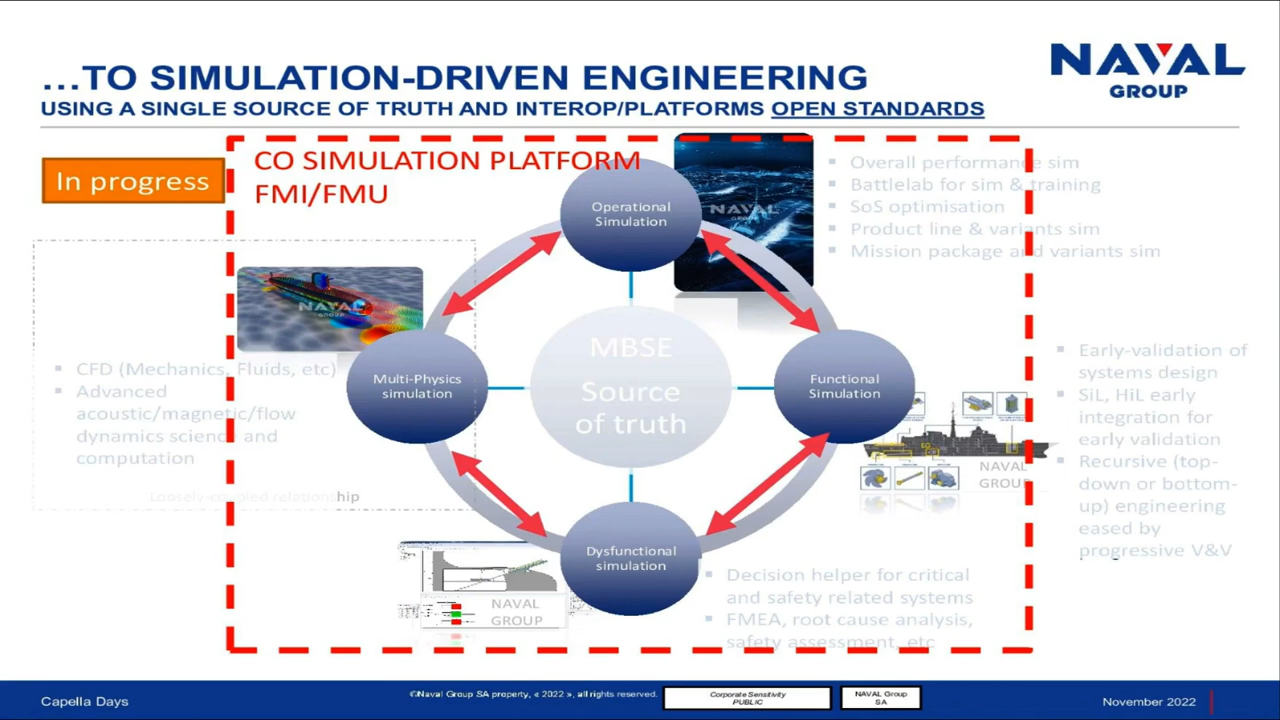 ...TO SIMULATION-DRIVEN ENGINEERING
USING A SINGLE SOURCE OF TRUTH AND INTEROP/PLATFORMS OPEN STANDARDS
NAVAL
GROUP
In progress
CO SIMULATION PLATFORM
FMI/FMU
Operational
Simulation
NAVAL
GROUP
▪ Overall performance sim
▪ Battlelab for sim & training
▪ SoS optimisation
▪ Product line & variants sim
▪ Mission package and variants sim
NAVAL
GROUP
▪ CFD (Mechanics, Fluids, etc)
▪ Advanced
acoustic/magnetic/flow
dynamics science and
computation
Loosely-coupled relationship
Multi-Physics
simulation
MBSE
Source
of truth
Functional
Simulation
▪ Early-validation of
systems design
▪ SiL, HiL early
integration for
early validation
▪ Recursive (top-
down or bottom-
up) engineering
eased by
progressive V&V
NAVAL
GROUP
Dysfunctional
simulation
NAVAL
GROUP
▪ Decision helper for critical
and safety related systems
▪ FMEA, root cause analysis,
safety assessment, etc
Capella Days
©Naval Group SA property, « 2022 », all rights reserved.
Corporate Sensitivity
PUBLIC
NAVAL Group
SA
November 2022